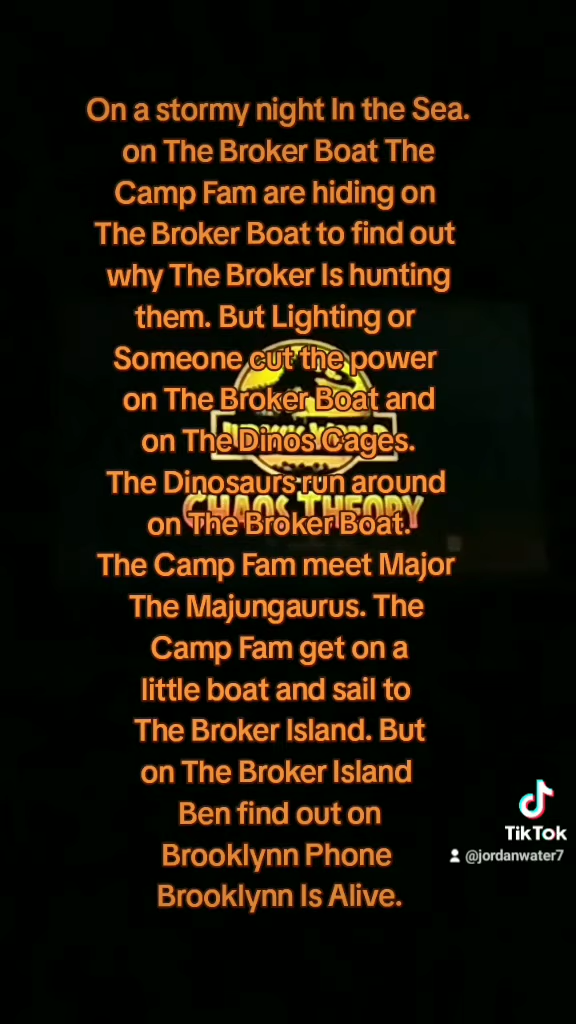 On a stormy night In the Sea.
on The Broker Boat The
Camp Fam are hiding on
The Broker Boat to find out
why The Broker Is hunting
them. But Lighting or
Someone cut the power
on The Broker Boat and
on The Dinos Cages.
The Dinosaurs run around
on The Broker Boat.
The Camp Fam meet Major
The Majungaurus. The
Camp Fam get on a
little boat and sail to
The Broker Island. But
on The Broker Island
Ben find out on
Brooklynn Phone
Brooklynn Is Alive.
JURASSIC WORLD
CHAOS THEORY
TikTok
@jordanwater7